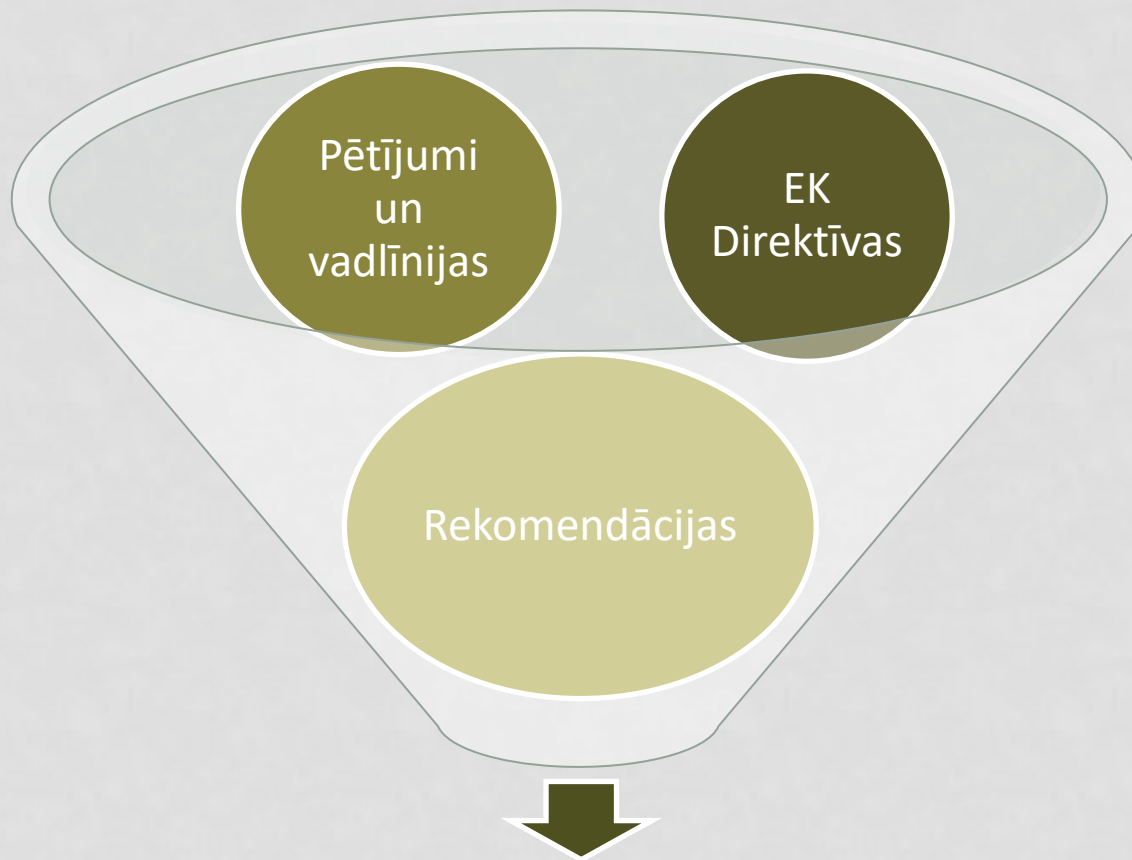 Pētījumi
un
vadlīnijas
EK
Direktīvas
Rekomendācijas